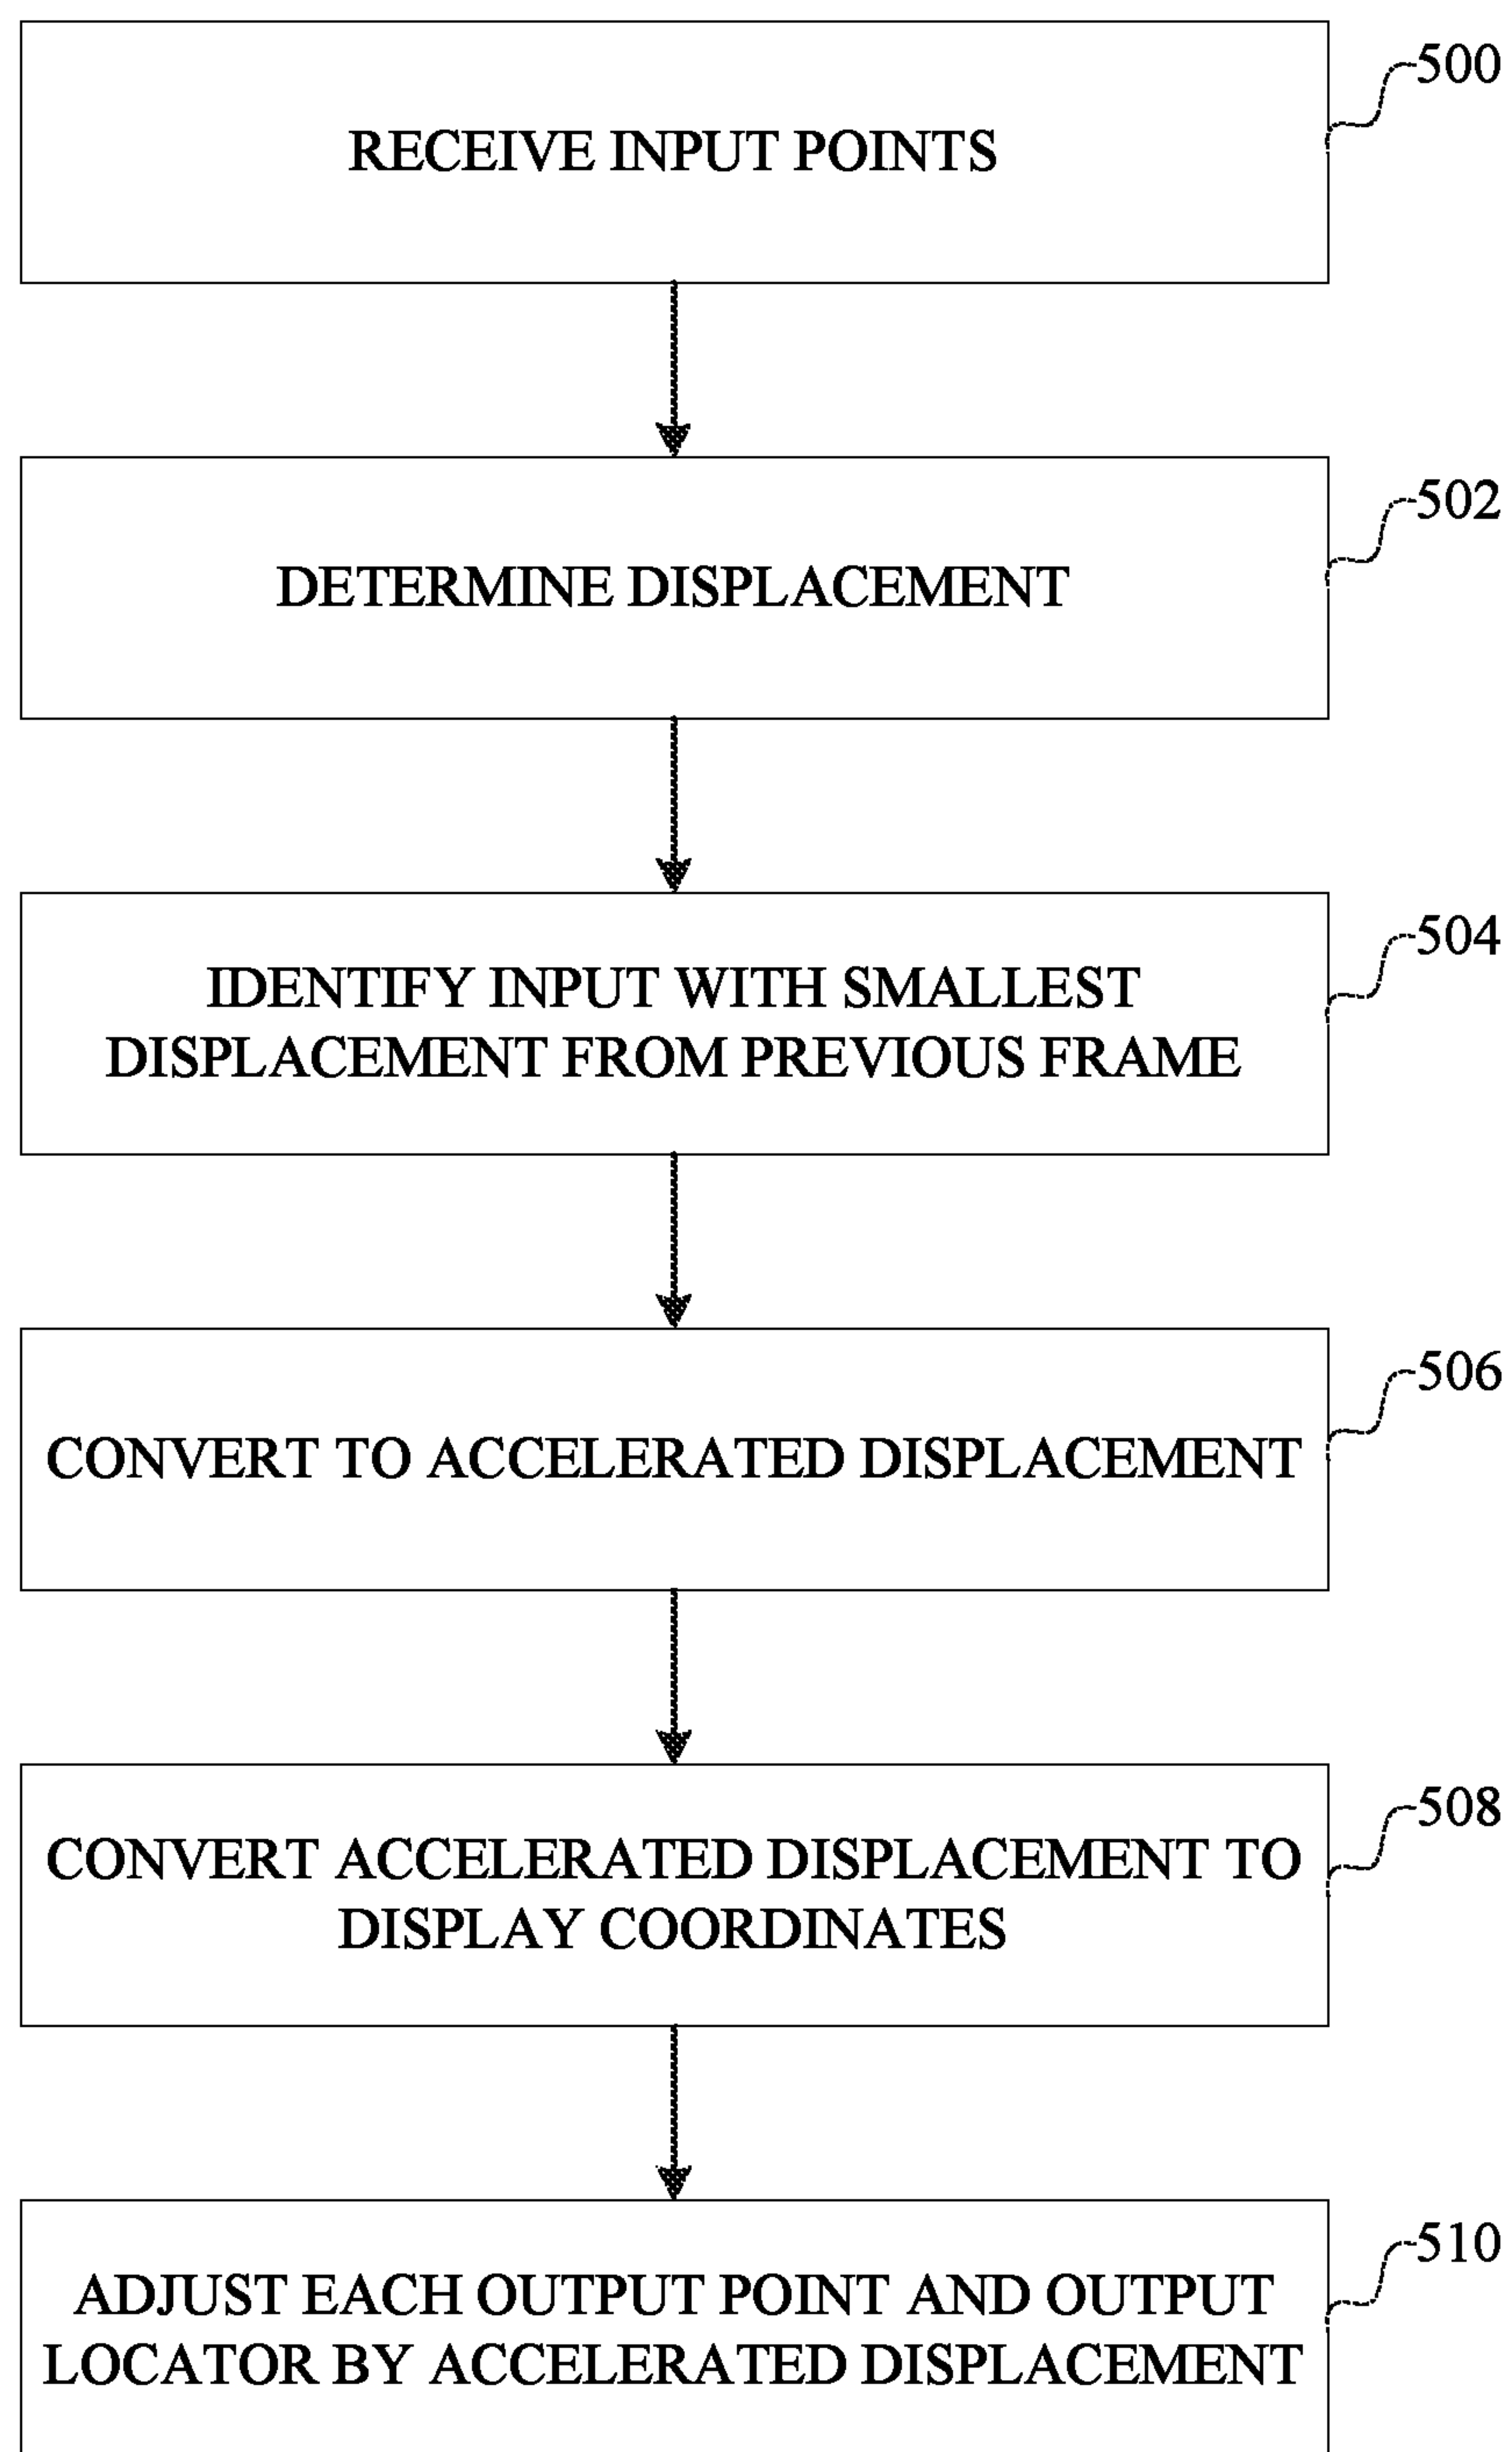 500
RECEIVE INPUT POINTS
502
DETERMINE DISPLACEMENT
504
IDENTIFY INPUT WITH SMALLEST
DISPLACEMENT FROM PREVIOUS FRAME
506
CONVERT TO ACCELERATED DISPLACEMENT
508
CONVERT ACCELERATED DISPLACEMENT TO
DISPLAY COORDINATES
510
ADJUST EACH OUTPUT POINT AND OUTPUT
LOCATOR BY ACCELERATED DISPLACEMENT